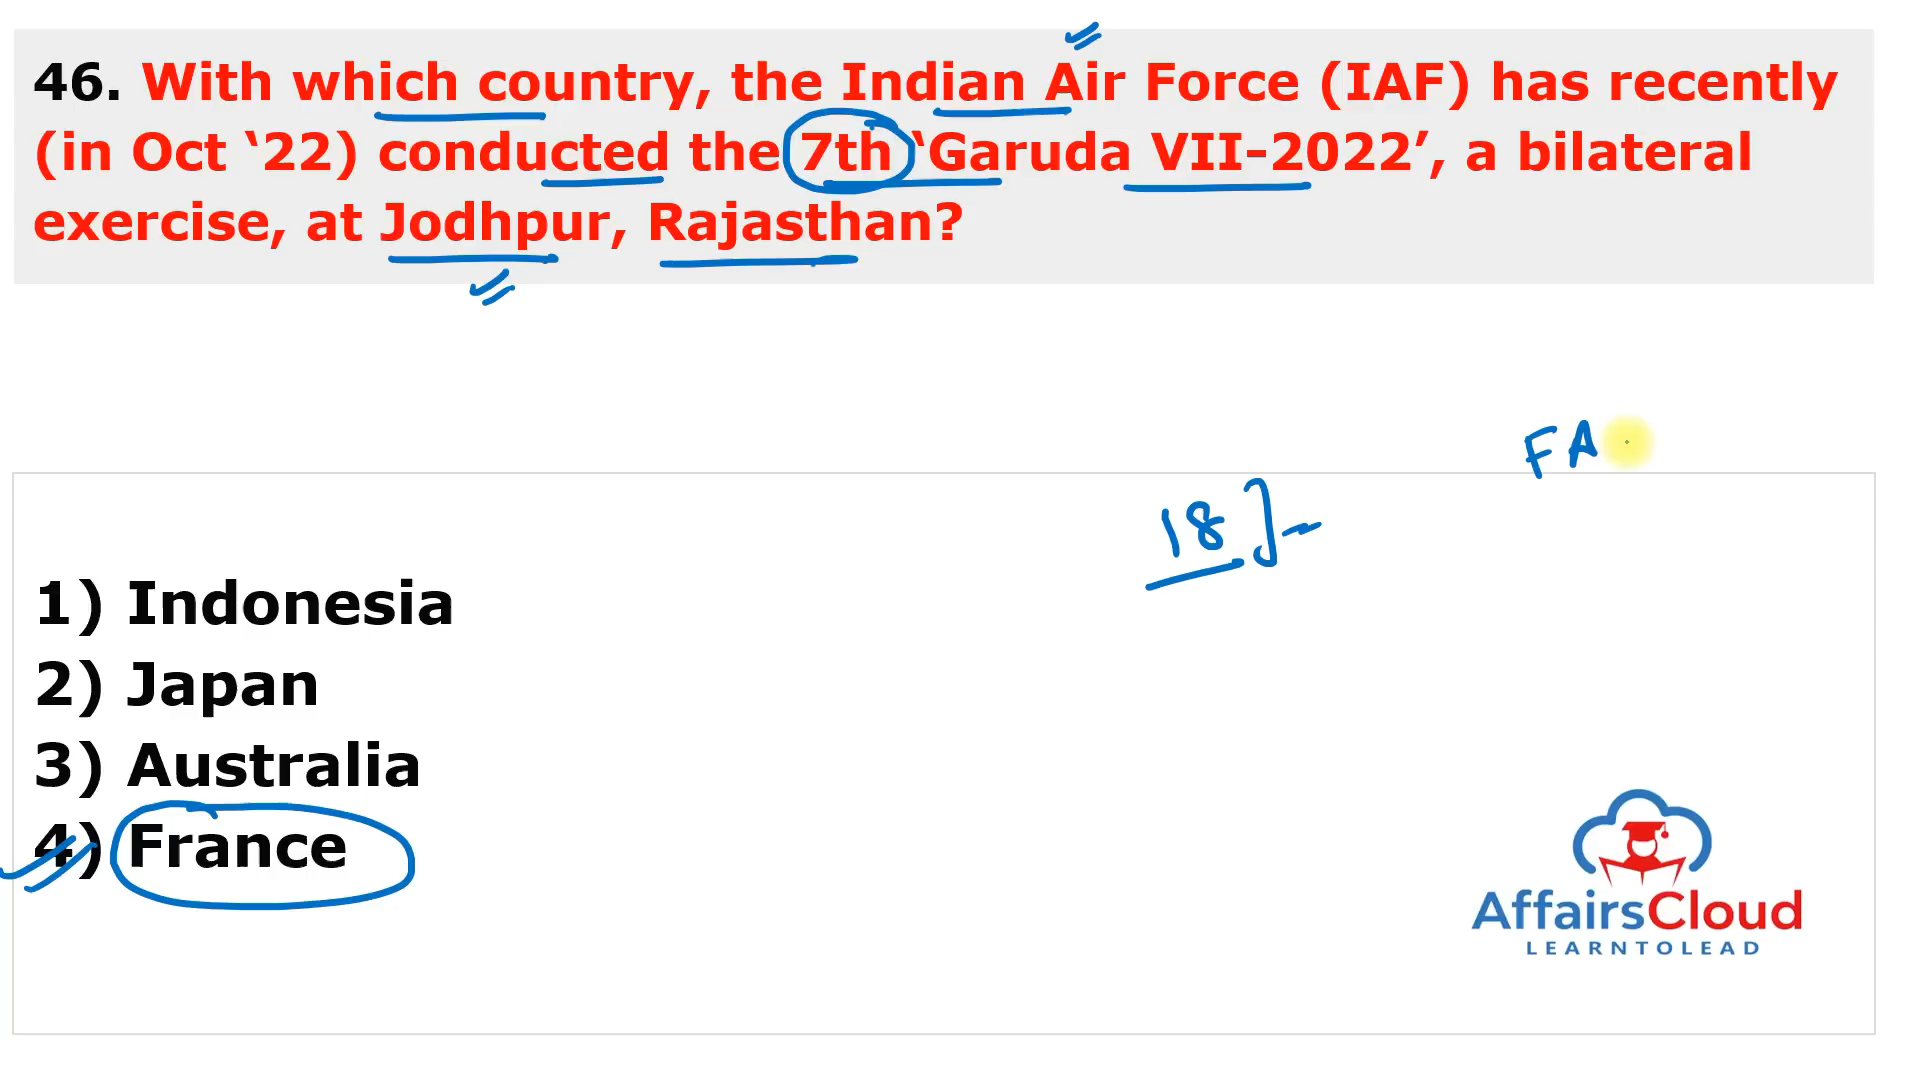 46. With which country, the Indian Air Force (IAF) has recently
(in Oct ‘22) conducted the 7th ‘Garuda VII-2022’, a bilateral
exercise, at Jodhpur, Rajasthan?
FA
18
1) Indonesia
2) Japan
3) Australia
4) France
AffairsCloud
LEARNTOLEAD